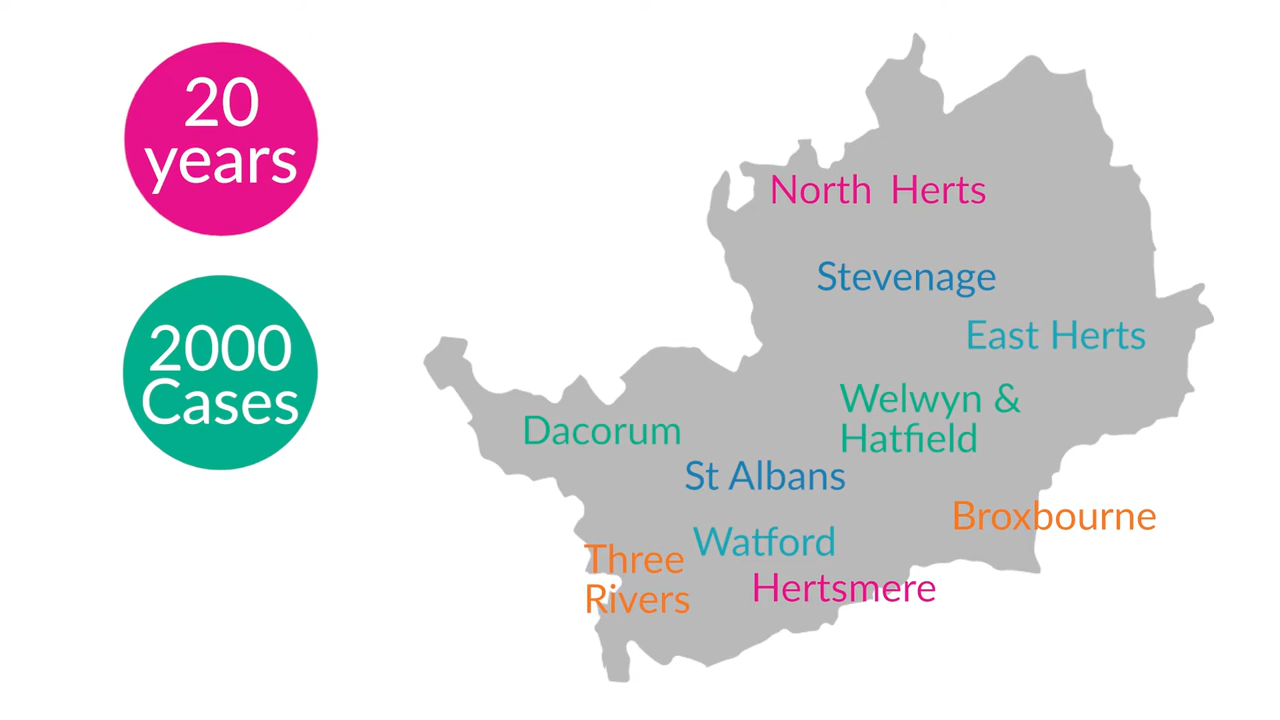 20
years
2000
Cases
North Herts
Stevenage
East Herts
Welwyn &
Hatfield
Dacorum
St Albans
Broxbourne
Watford
Three
Rivers
Hertsmere